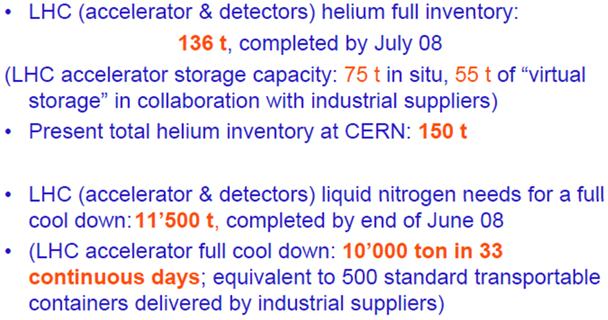 • LHC (accelerator & detectors) helium full inventory:
136 t, completed by July 08
(LHC accelerator storage capacity: 75 t in situ, 55 t of “virtual
storage” in collaboration with industrial suppliers)
• Present total helium inventory at CERN: 150 t
• LHC (accelerator & detectors) liquid nitrogen needs for a full
cool down: 11’500 t, completed by end of June 08
• (LHC accelerator full cool down: 10’000 ton in 33
continuous days; equivalent to 500 standard transportable
containers delivered by industrial suppliers)